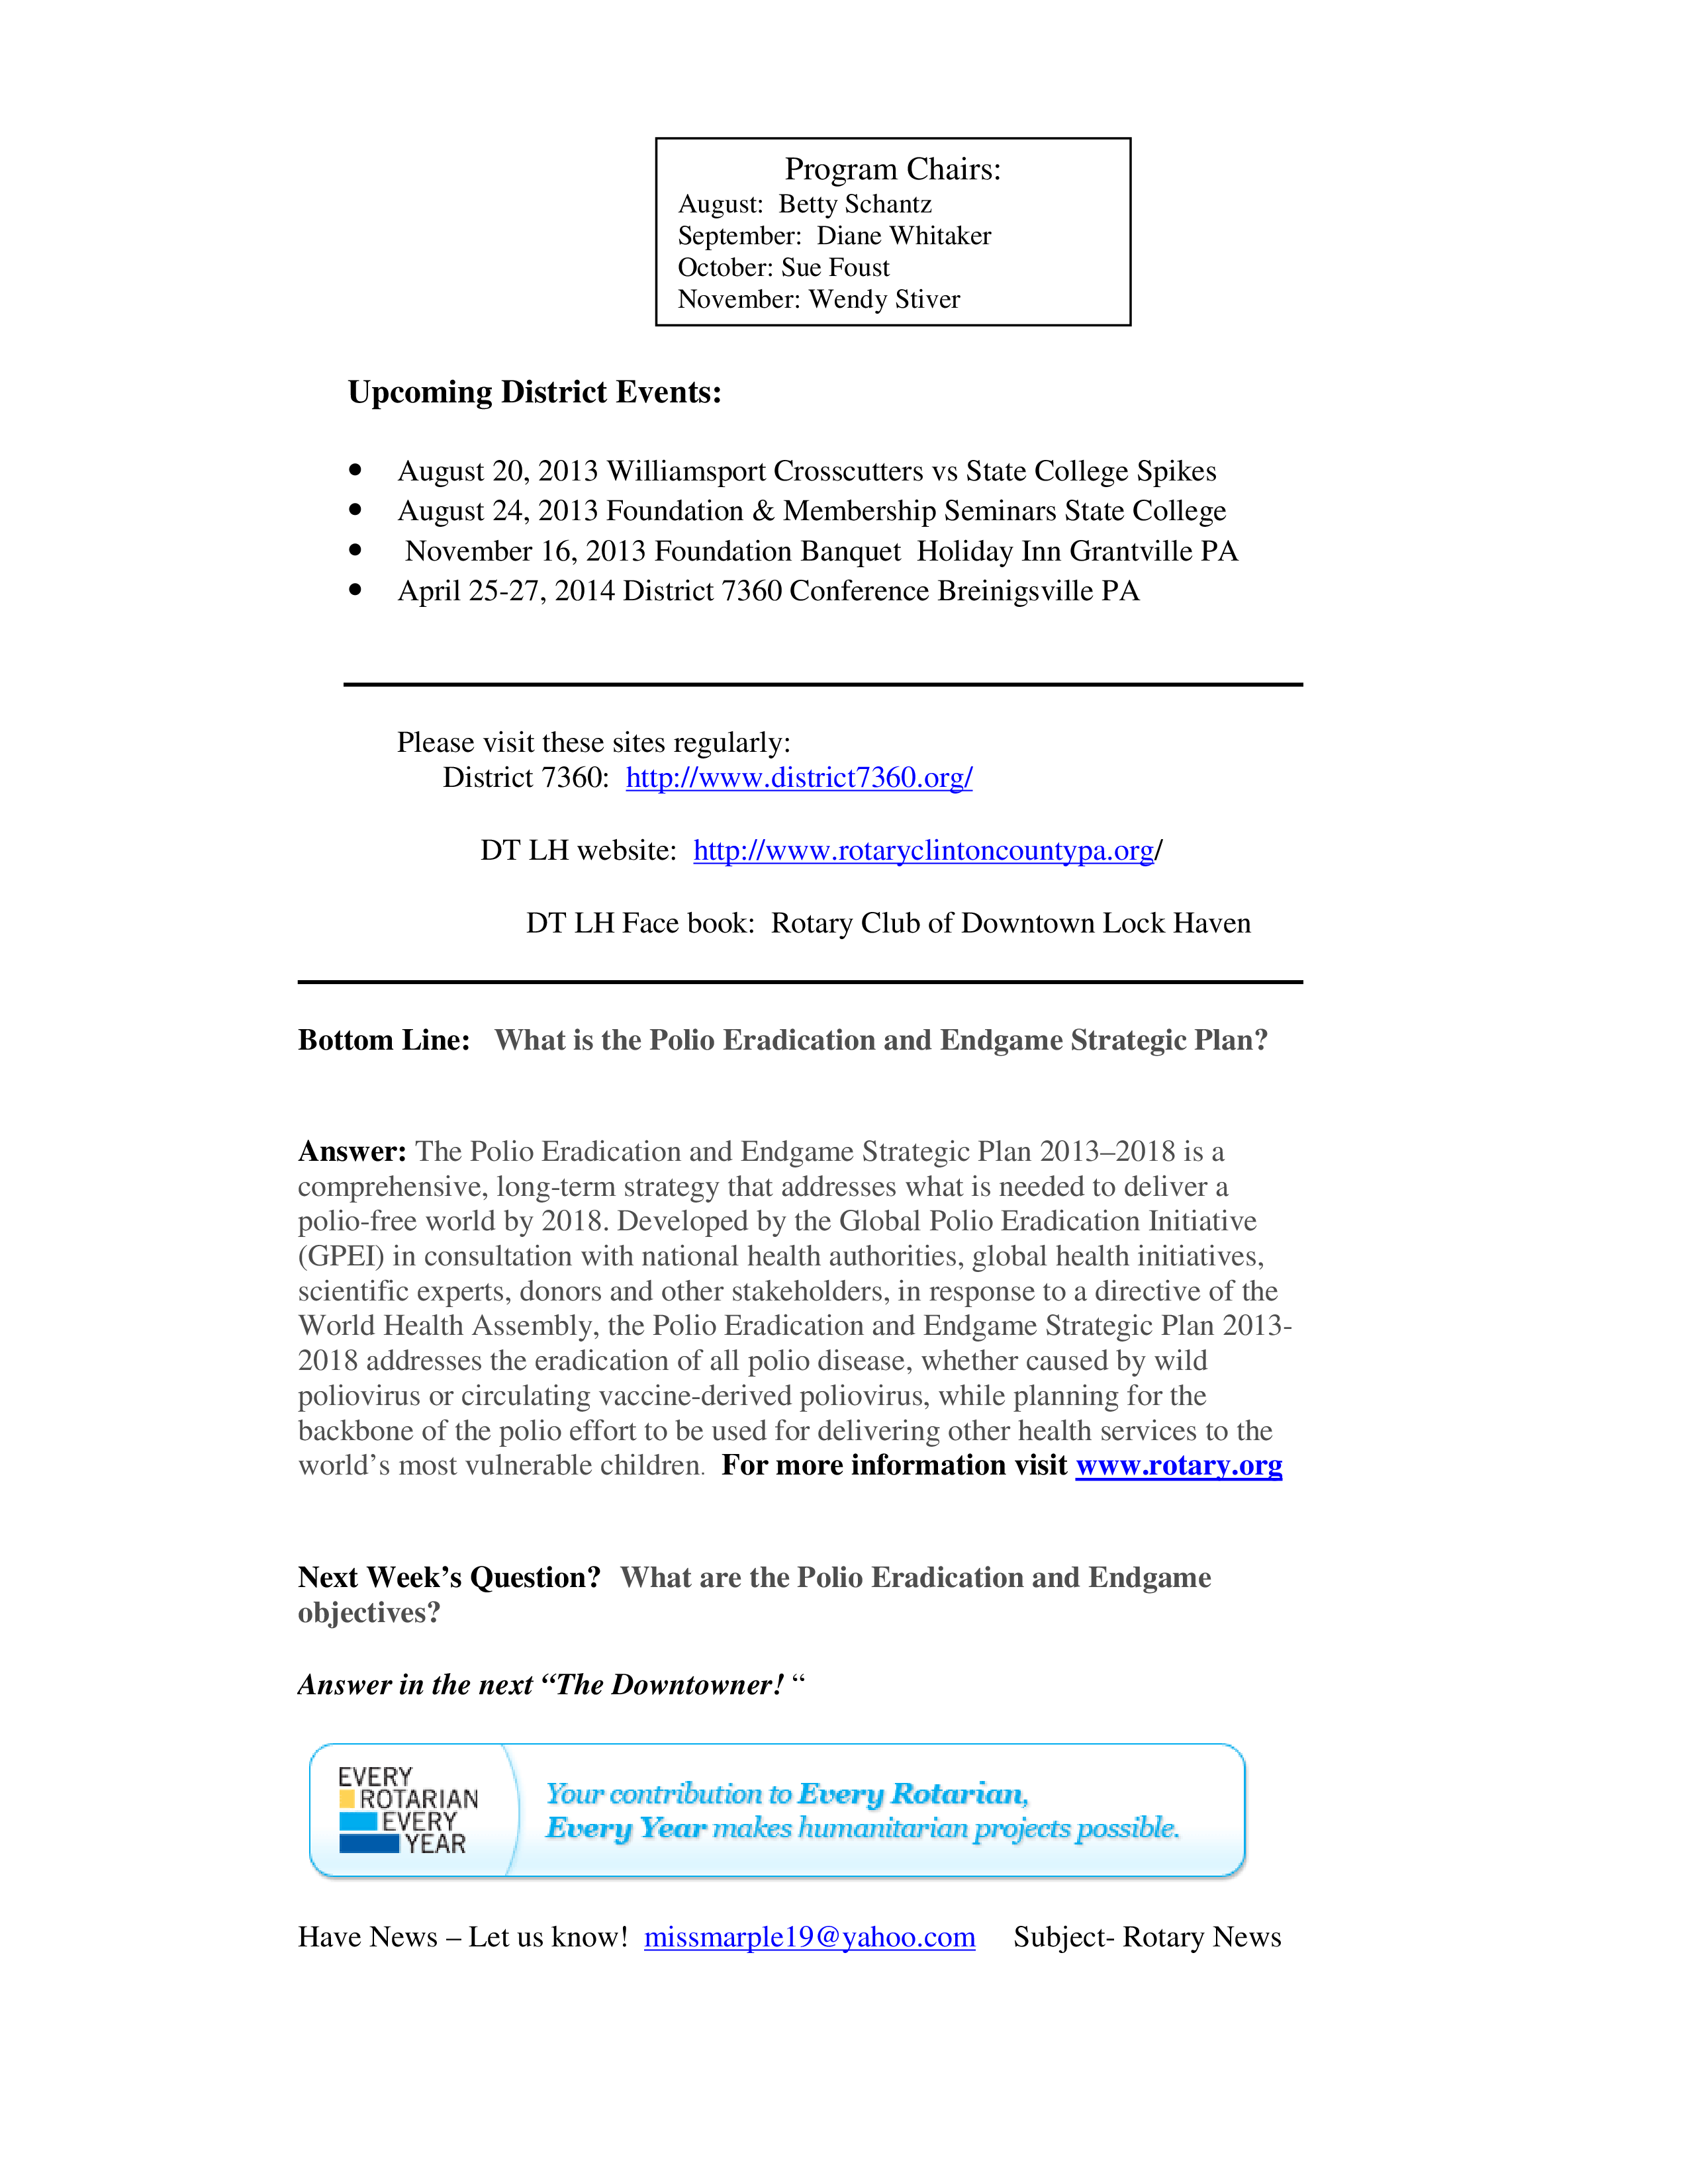 Program Chairs:
August:  Betty Schantz
September:  Diane Whitaker
October: Sue Foust
November: Wendy Stiver
Upcoming District Events:
• August 20, 2013 Williamsport Crosscutters vs State College Spikes
• August 24, 2013 Foundation & Membership Seminars State College
• November 16, 2013 Foundation Banquet  Holiday Inn Grantville PA
• April 25-27, 2014 District 7360 Conference Breinigsville PA
Please visit these sites regularly:
District 7360:  http://www.district7360.org/
DT LH website:  http://www.rotaryclintoncountypa.org/
DT LH Face book:  Rotary Club of Downtown Lock Haven
Bottom Line:   What is the Polio Eradication and Endgame Strategic Plan?
Answer: The Polio Eradication and Endgame Strategic Plan 2013–2018 is a
comprehensive, long-term strategy that addresses what is needed to deliver a
polio-free world by 2018. Developed by the Global Polio Eradication Initiative
(GPEI) in consultation with national health authorities, global health initiatives,
scientific experts, donors and other stakeholders, in response to a directive of the
World Health Assembly, the Polio Eradication and Endgame Strategic Plan 2013-
2018 addresses the eradication of all polio disease, whether caused by wild
poliovirus or circulating vaccine-derived poliovirus, while planning for the
backbone of the polio effort to be used for delivering other health services to the
world’s most vulnerable children.  For more information visit www.rotary.org
Next Week’s Question?  What are the Polio Eradication and Endgame
objectives?
Answer in the next “The Downtowner! “
EVERY
ROTARIAN
EVERY
YEAR
Your contribution to Every Rotarian,
Every Year makes humanitarian projects possible.
Have News – Let us know!  missmarple19@yahoo.com     Subject- Rotary News